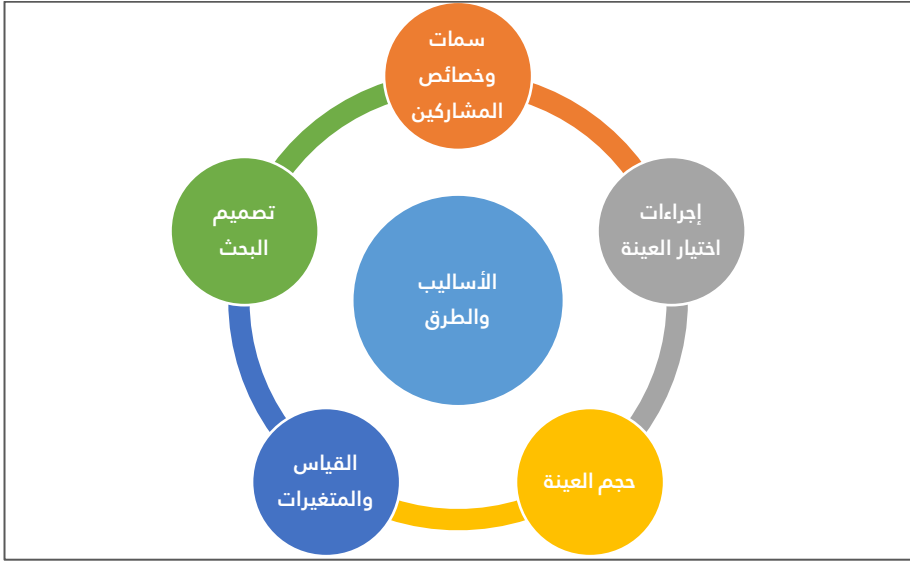 سمات
وخصائص
المشاركين
إجراءات
اختيار العينة
حجم العينة
القياس
والمتغيرات
تصميم
البحث
الأساليب
والطرق